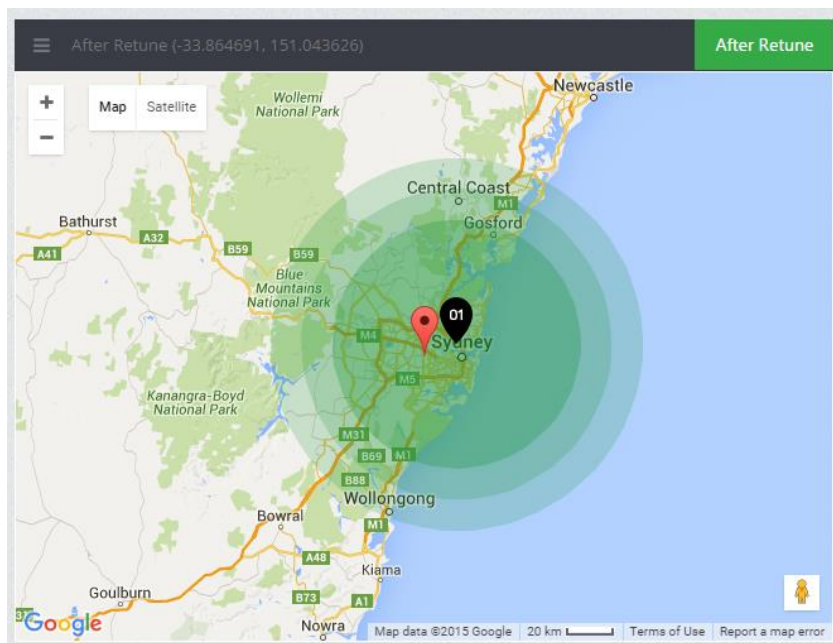 After Retune (-33.864691, 151.043626)
After Retune
+
Map
Satellite
−
Wollemi
National Park
Newcastle
Central Coast
M1
Gosford
Bathurst
A32
A41
B59
B59
Blue
Mountains
National Park
01
M4
Sydney
M5
Kanangra-Boyd
National Park
M31
B69
M1
B88
Wollongong
Bowral
M1
A48
Kiama
Goulburn
B73
A1
Nowra
31
Google
Map data ©2015 Google
20 km
Terms of Use
Report a map error